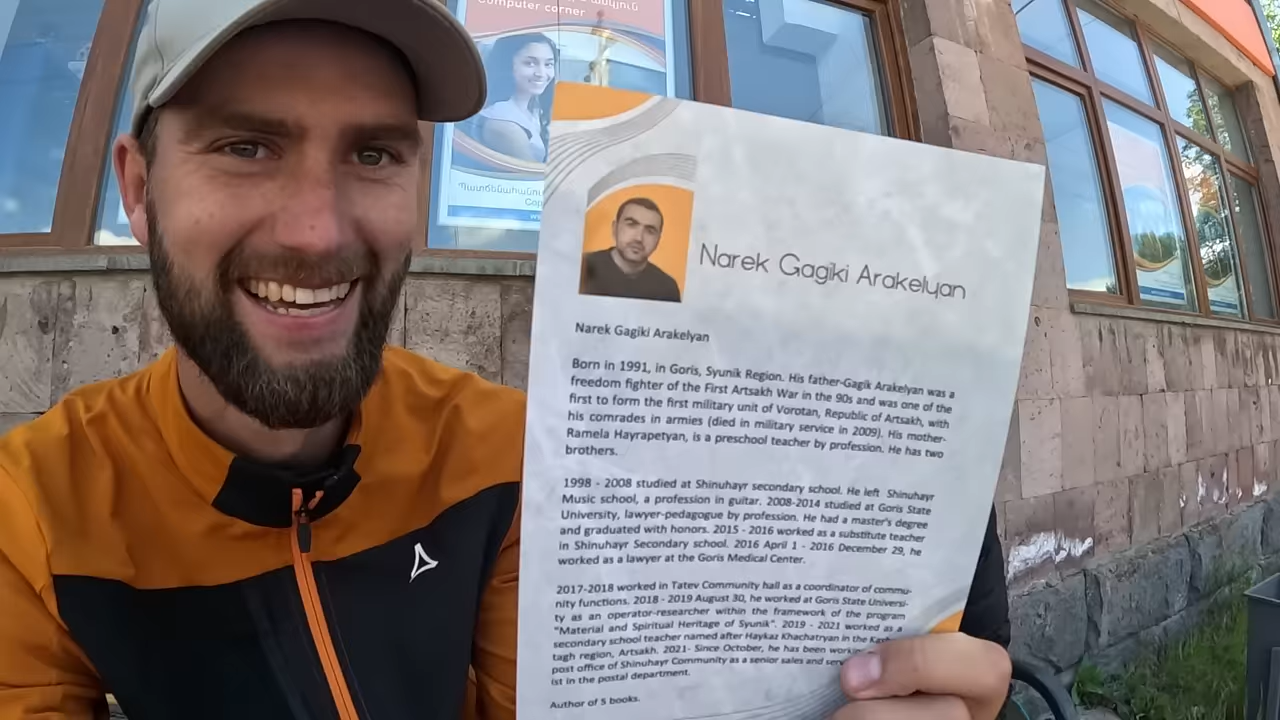 Computer corner
Պատճենահանու
Cop
Narek Gagiki Arakelyan
Narek Gagiki Arakelyan
Born in 1991, in Goris, Syunik Region. His father-Gagik Arakelyan was a
freedom fighter of the First Artsakh War in the 90s and was one of the
first to form the first military unit of Vorotan, Republic of Artsakh, with
his comrades in armies (died in military service in 2009). His mother-
Ramela Hayrapetyan, is a preschool teacher by profession. He has two
brothers.
1998 - 2008 studied at Shinuhayr secondary school. He left Shinuhayr
Music school, a profession in guitar. 2008-2014 studied at Goris State
University, lawyer-pedagogue by profession. He had a master's degree
and graduated with honors. 2015 - 2016 worked as a substitute teacher
in Shinuhayr Secondary school. 2016 April 1 - 2016 December 29, he
worked as a lawyer at the Goris Medical Center.
2017-2018 worked in Tatev Community hall as a coordinator of commu-
nity functions. 2018 - 2019 August 30, he worked at Goris State Universi-
ty as an operator-researcher within the framework of the program
"Material and Spiritual Heritage of Syunik". 2019 - 2021 worked as a
secondary school teacher named after Haykaz Khachatryan in the
tagh region, Artsakh. 2021- Since October, he has been
post office of Shinuhayr Community as a senior sales and
ist in the postal department.
Author of 5 books.